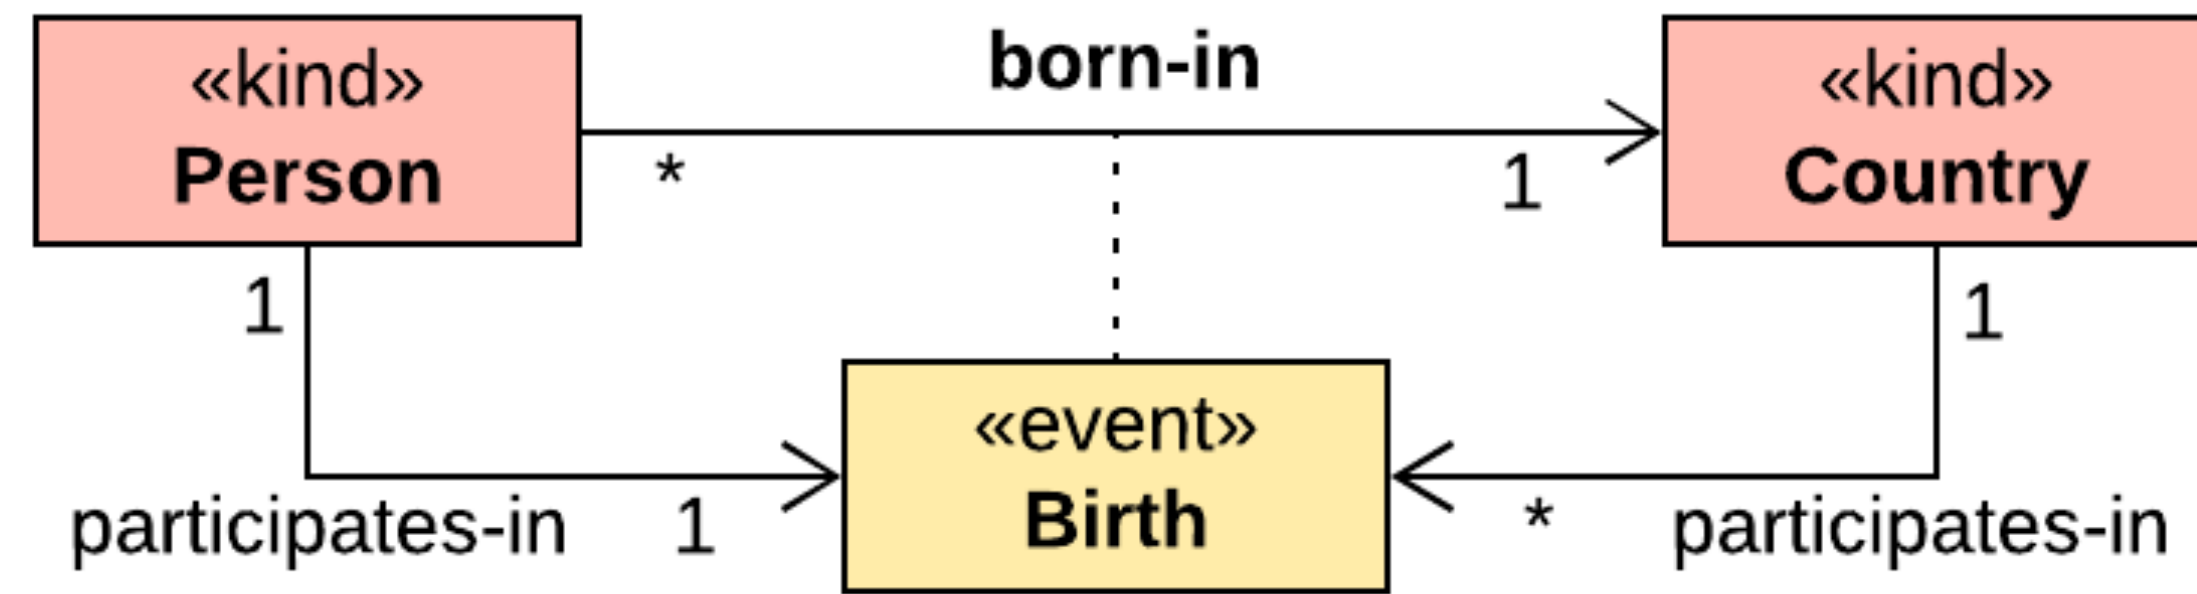 «kind»
Person
born-in
*
1
«kind»
Country
1
1
«event»
Birth
participates-in
1
*
participates-in